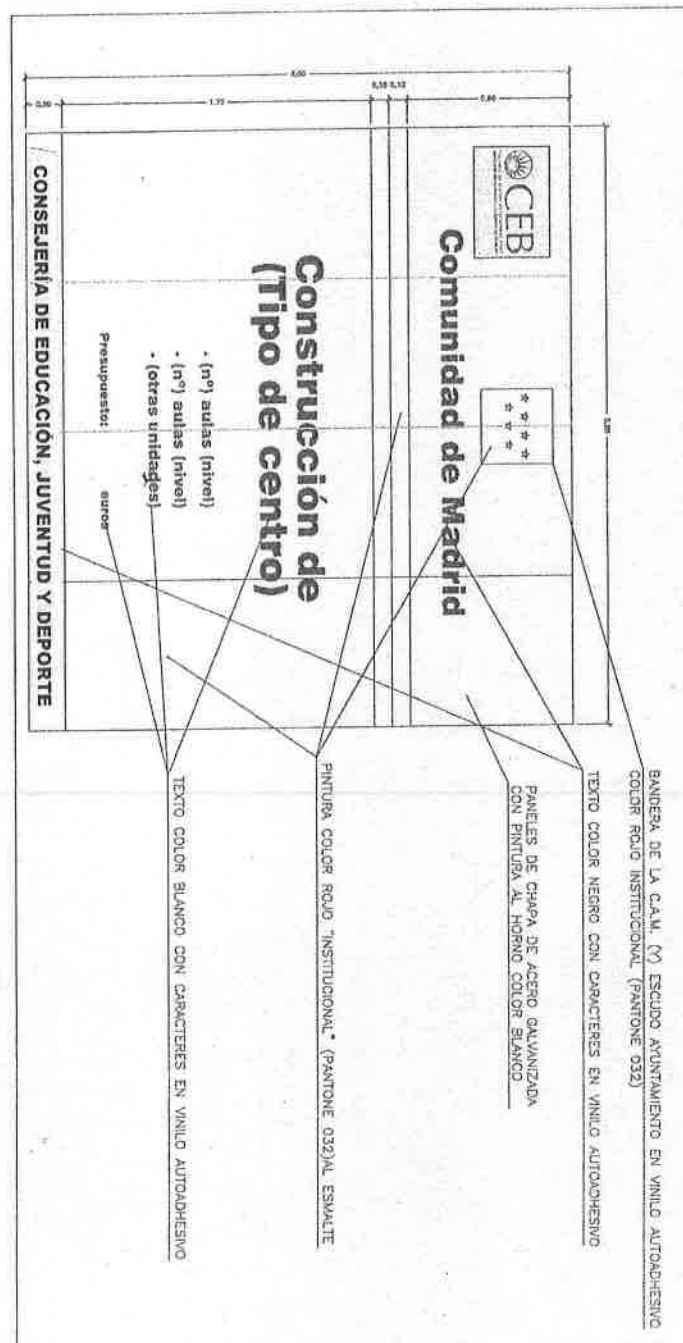 CEB
Comunidad de Madrid
Construcción de
(Tipo de centro)
- (nº) aulas (nivel)
- (nº) aulas (nivel)
- (otras unidades)
Presupuesto: euros
CONSEJERÍA DE EDUCACIÓN, JUVENTUD Y DEPORTE
BANDERA DE LA C.A.M. (Y) ESCUDO AYUNTAMIENTO EN VINILO AUTOADHESIVO
COLOR ROJO INSTITUCIONAL (PANTONE 032)
TEXTO COLOR NEGRO CON CARACTERES EN VINILO AUTOADHESIVO
PANELES DE CHAPA DE ACERO GALVANIZADA
CON PINTURA AL HORNO COLOR BLANCO
PINTURA COLOR ROJO "INSTITUCIONAL" (PANTONE 032)AL ESMALTE
TEXTO COLOR BLANCO CON CARACTERES EN VINILO AUTOADHESIVO